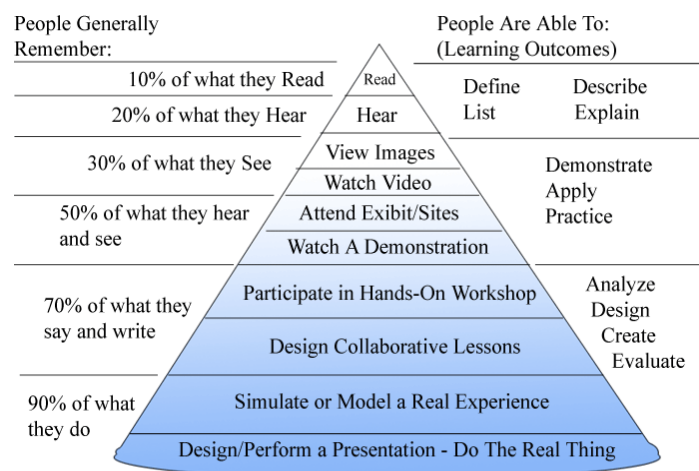 People Generally
Remember:
People Are Able To:
(Learning Outcomes)
10% of what they Read
Read
Define
Describe
List
Explain
20% of what they Hear
Hear
30% of what they See
View Images
Watch Video
Demonstrate
Apply
Practice
50% of what they hear
and see
Attend Exibit/Sites
Watch A Demonstration
70% of what they
say and write
Participate in Hands-On Workshop
Design Collaborative Lessons
Analyze
Design
Create
Evaluate
90% of what
they do
Simulate or Model a Real Experience
Design/Perform a Presentation - Do The Real Thing